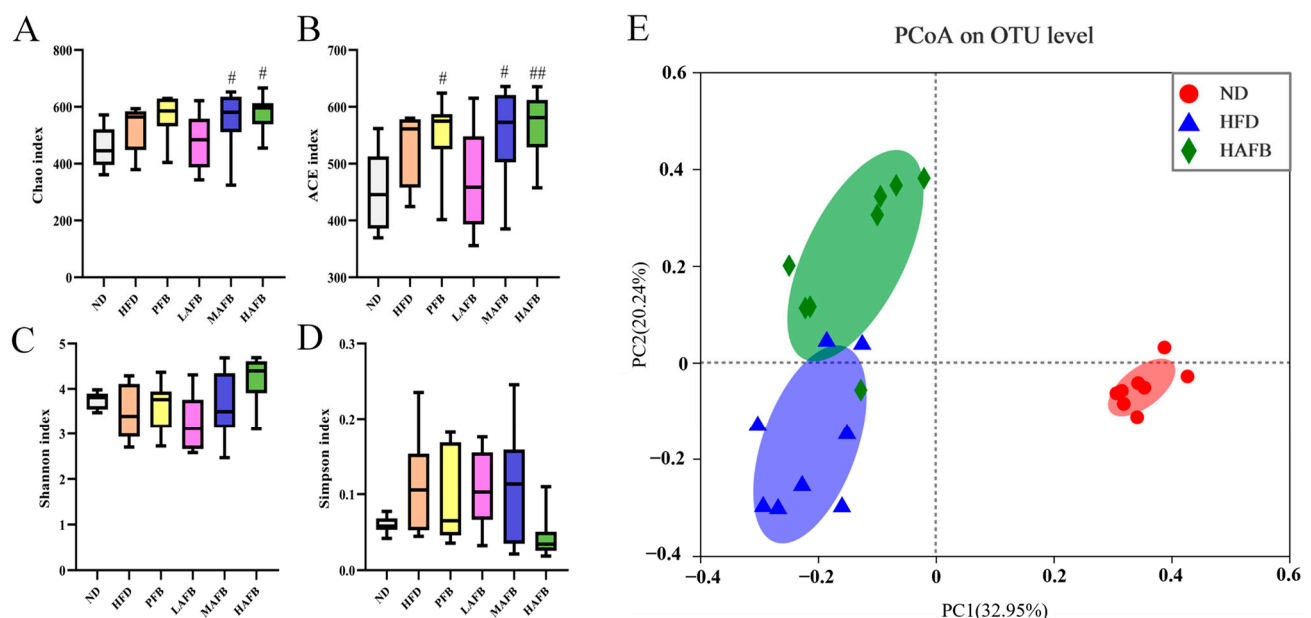 A
Chao index
800
600
400
200
0
#
#
ND
HFD
PFB
LAFB
MAFB
HAFB
B
ACE index
700
600
500
400
300
#
#
##
ND
HFD
PFB
LAFB
MAFB
HAFB
C
Shannon index
5
4
3
2
1
0
ND
HFD
PFB
LAFB
MAFB
HAFB
D
Simpson index
0.3
0.2
0.1
0.0
ND
HFD
PFB
LAFB
MAFB
HAFB
E
PCoA on OTU level
ND
HFD
HAFB
PC2(20.24%)
0.6
0.4
0.2
0
−0.2
−0.4
−0.4
−0.2
0
0.2
0.4
0.6
PC1(32.95%)